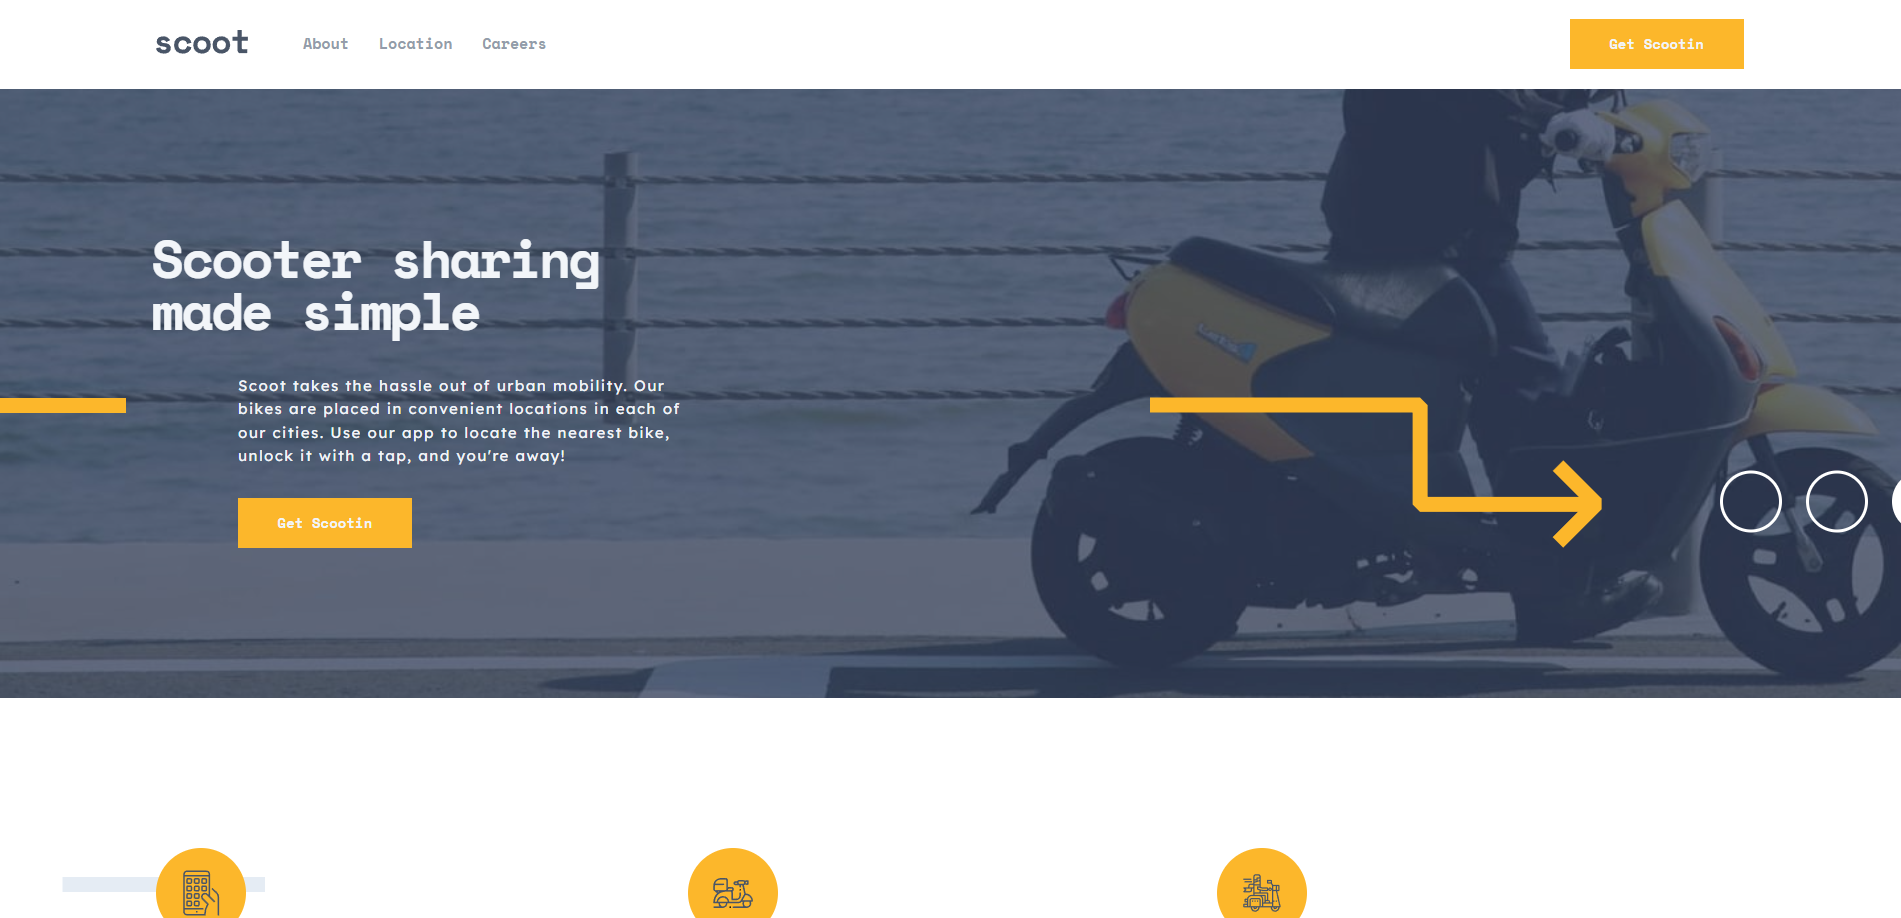 scoot
About
Location
Careers
Get Scootin
Scooter sharing
made simple
Scoot takes the hassle out of urban mobility. Our
bikes are placed in convenient locations in each of
our cities. Use our app to locate the nearest bike,
unlock it with a tap, and you're away!
Get Scootin